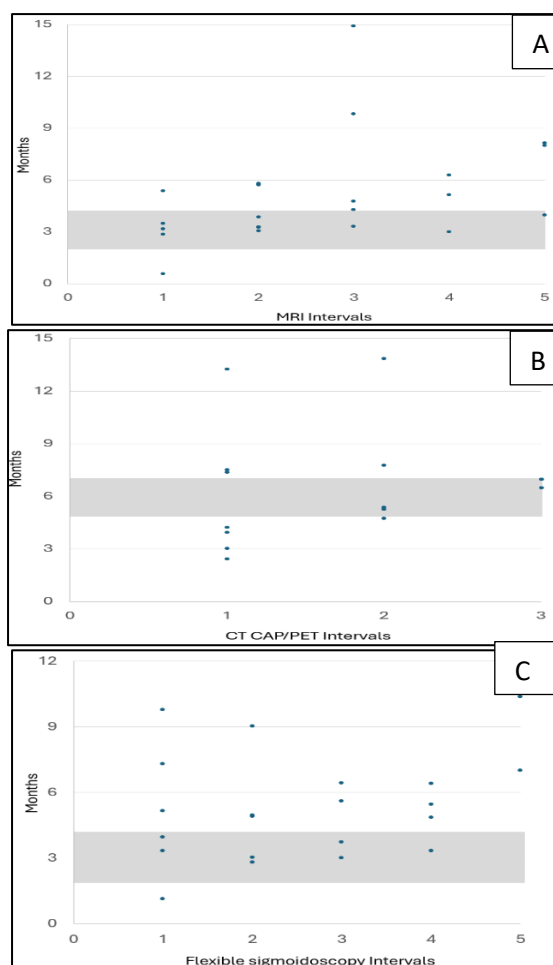 A
15
12
9
6
3
0
Months
0 1 2 3 4 5
MRI Intervals
B
15
12
9
6
3
0
Months
0 1 2 3
CT CAP/PET Intervals
C
12
9
6
3
0
Months
0 1 2 3 4 5
Flexible sigmoidoscopy Intervals